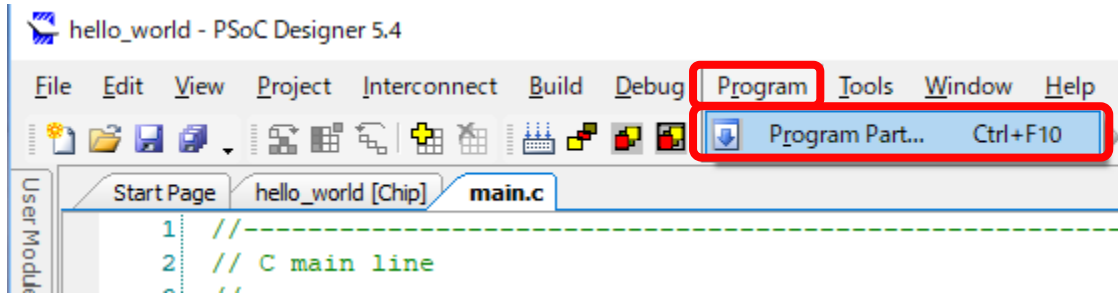 hello_world - PSoC Designer 5.4
File Edit View Project Interconnect Build Debug Program Tools Window Help
Program Part... Ctrl+F10
Start Page hello_world [Chip] main.c
User Module
1 //-----------------------------------------------------
2 // C main line